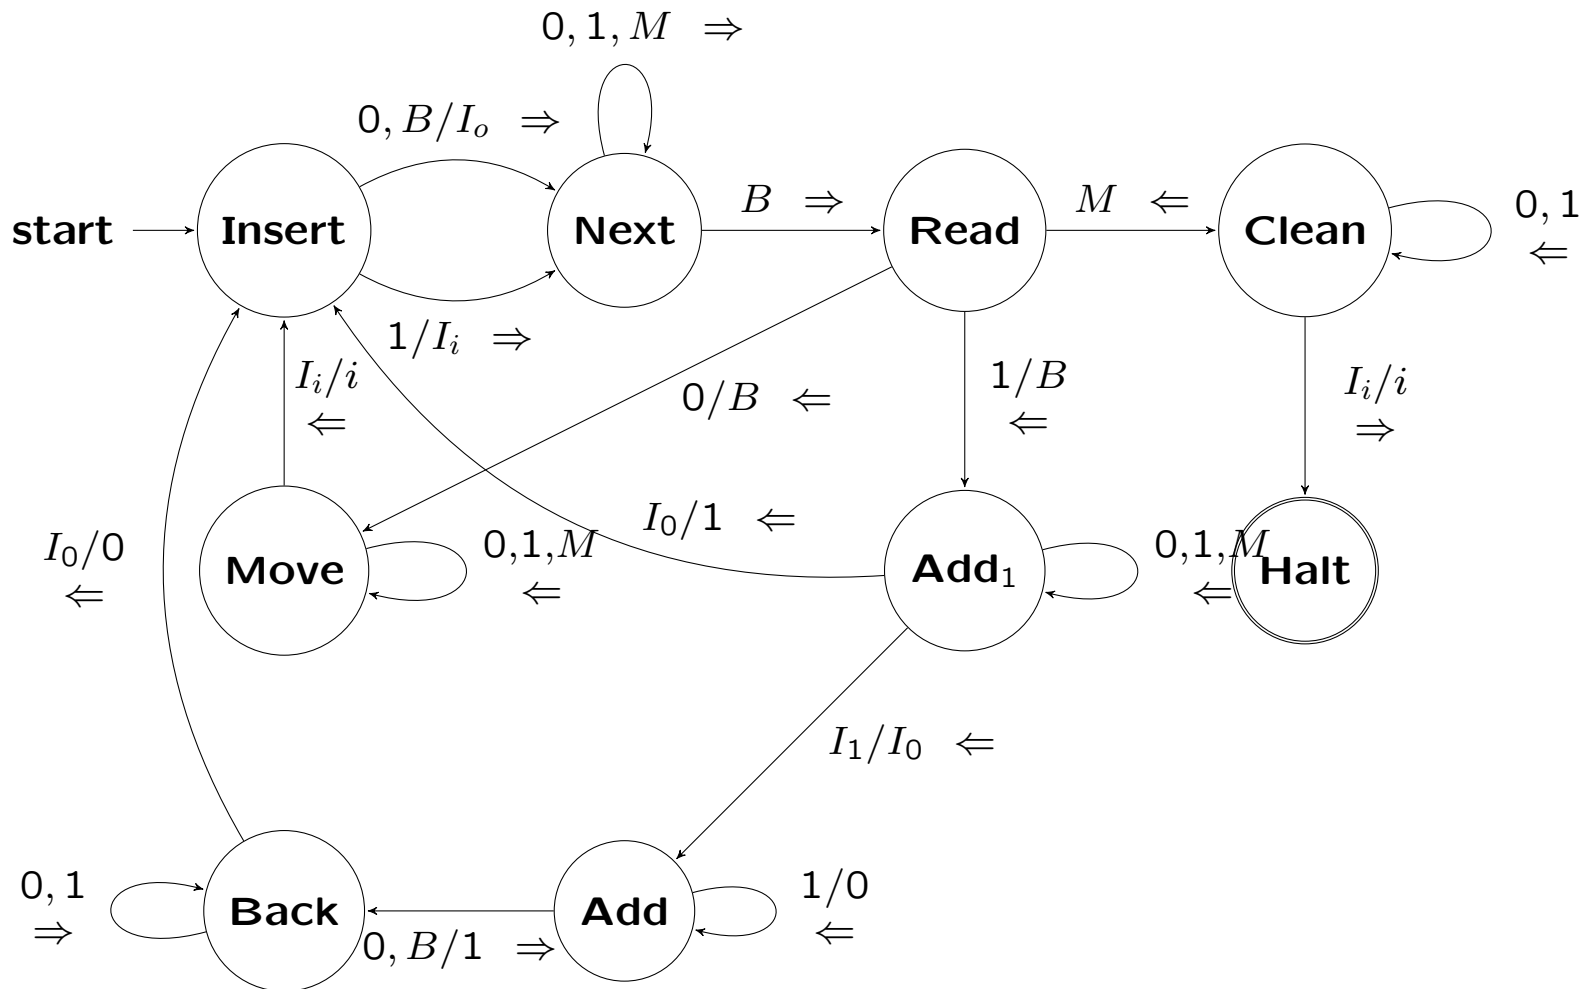 0, 1, M ⇒
0, B/I_o ⇒
B ⇒
M ⇐
0, 1
⇐
start
Insert
Next
Read
Clean
1/I_i ⇒
I_i/i
⇐
0/B ⇐
1/B
⇐
I_i/i
⇒
I_0/1 ⇐
I_0/0
⇐
Move
0,1,M
⇐
Add_1
0,1,M
⇐
Halt
I_1/I_0 ⇐
0, 1
⇒
Back
0, B/1 ⇒
Add
1/0
⇐